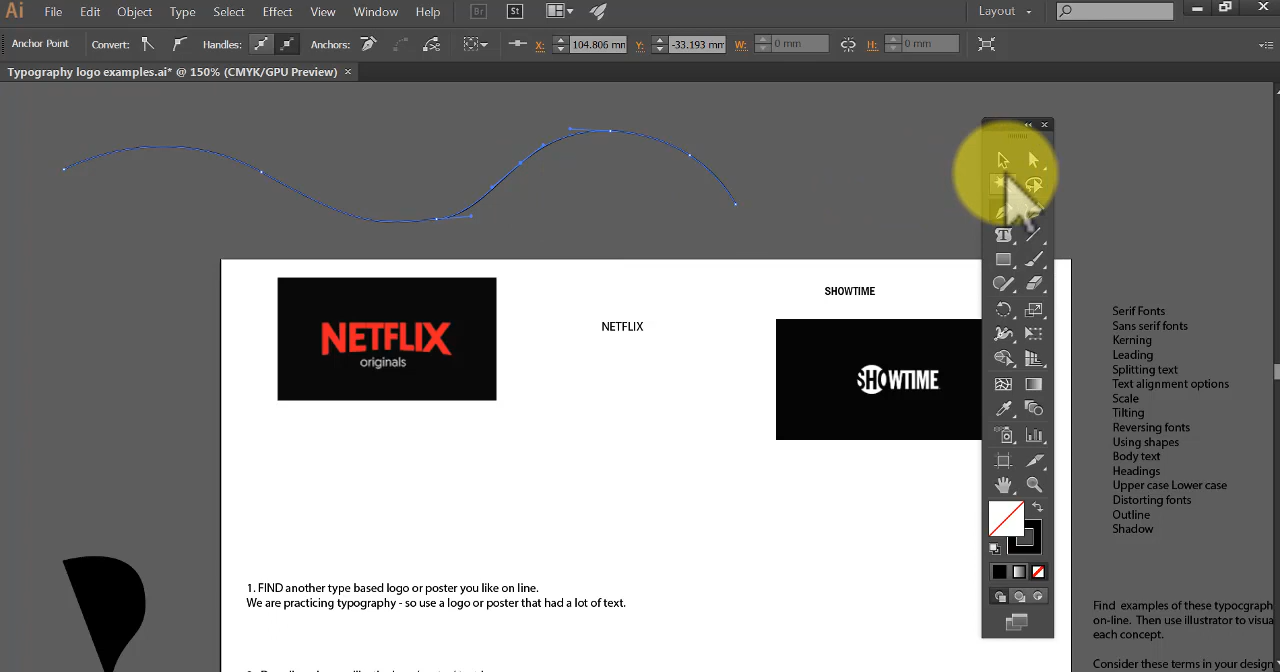 Ai File Edit Object Type Select Effect View Window Help Br St Layout
Anchor Point Convert: Handles: Anchors: X: 104.806 mm Y: -33.193 mm W: 0 mm H: 0 mm
Typography logo examples.ai* @ 150% (CMYK/GPU Preview) ×
NETFLIX
originals
NETFLIX
SHOWTIME
SHOWTIME
Serif Fonts
Sans serif fonts
Kerning
Leading
Splitting text
Text alignment options
Scale
Tilting
Reversing fonts
Using shapes
Body text
Headings
Upper case Lower case
Distorting fonts
Outline
Shadow
1. FIND another type based logo or poster you like on line.
We are practicing typography - so use a logo or poster that had a lot of text.
Find examples of these typocgraph
on-line. Then use illustrator to visua
each concept.
Consider these terms in your design